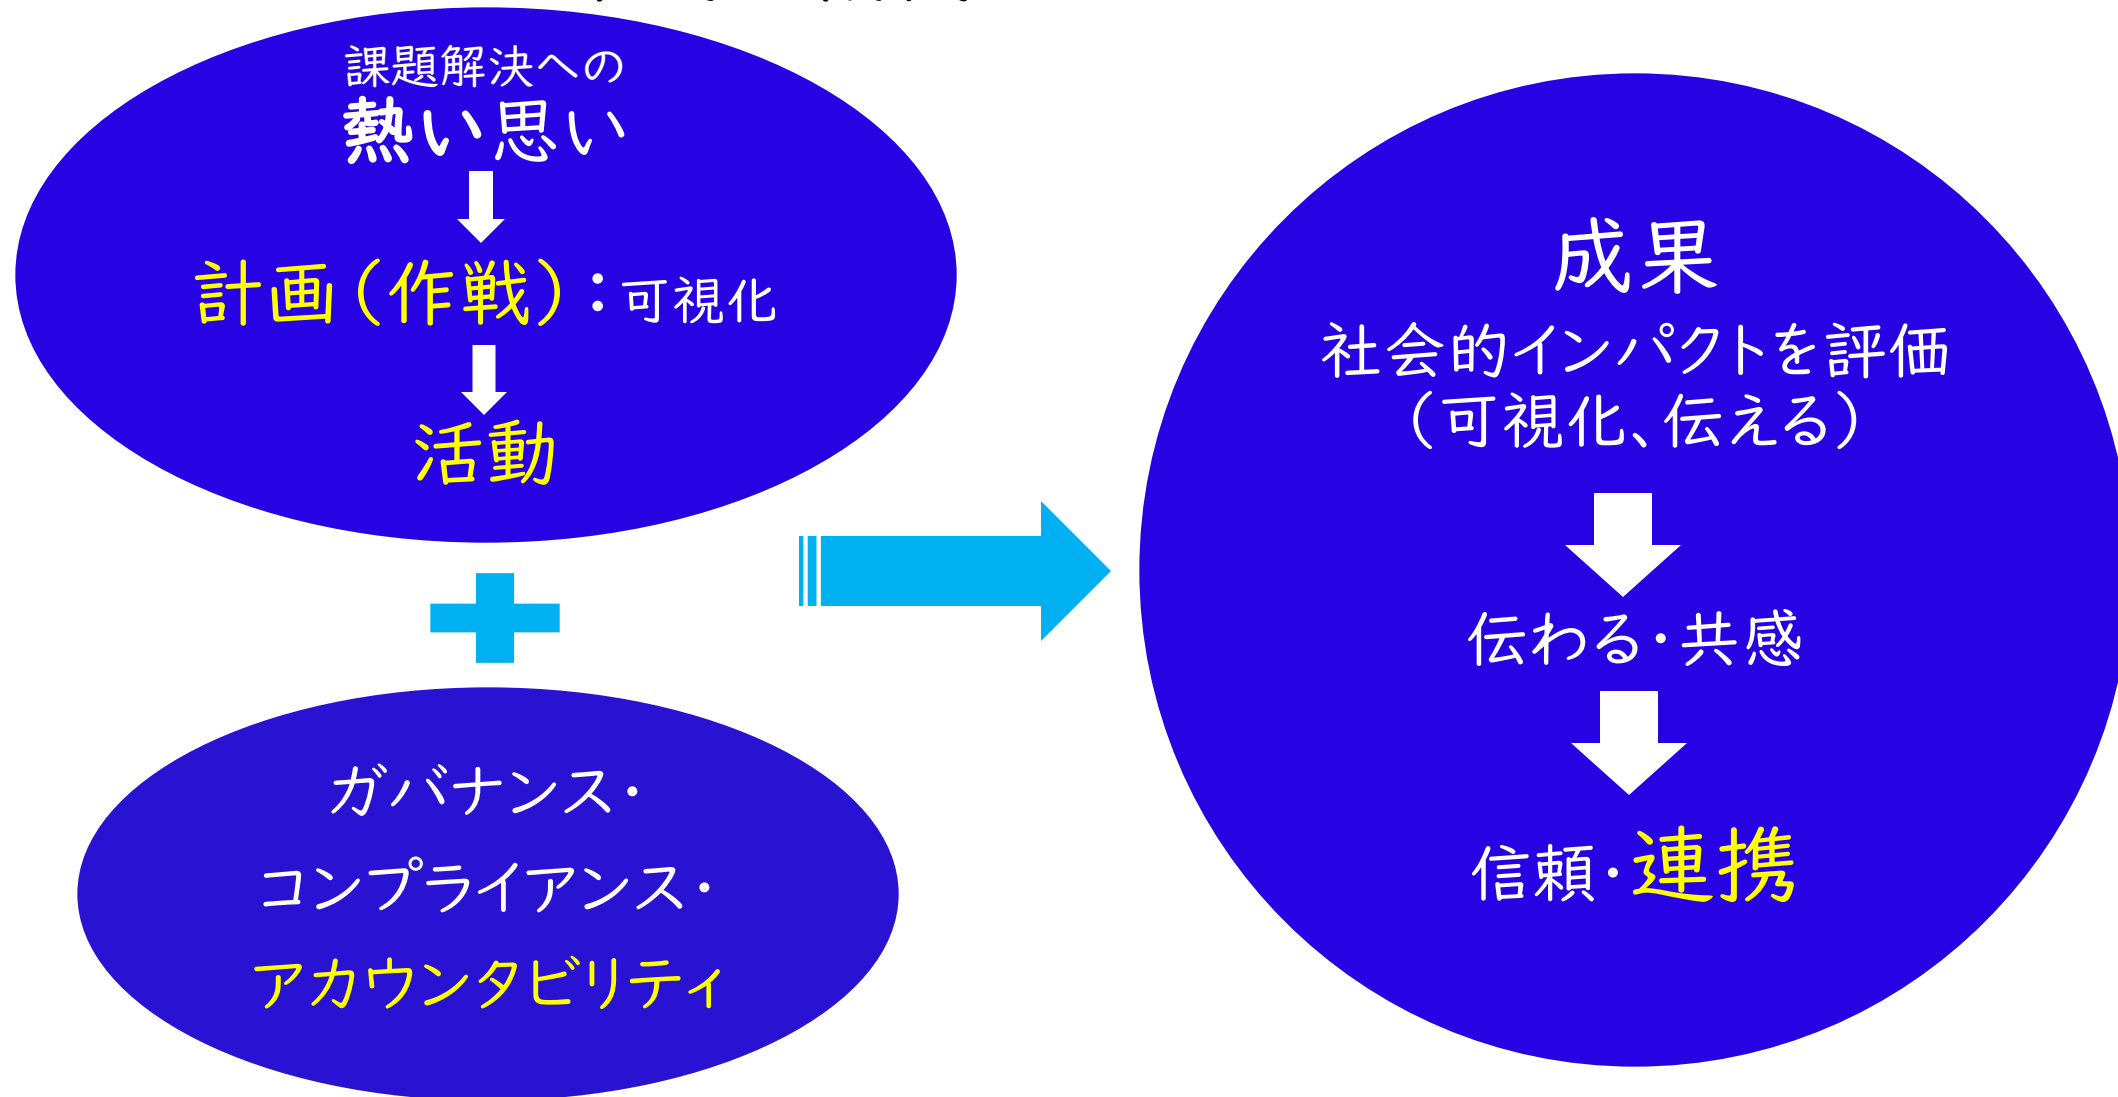 課題解決への
熱い思い
計画(作戦):可視化
活動
ガバナンス・
コンプライアンス・
アカウンタビリティ
成果
社会的インパクトを評価
(可視化、伝える)
伝わる・共感
信頼・連携